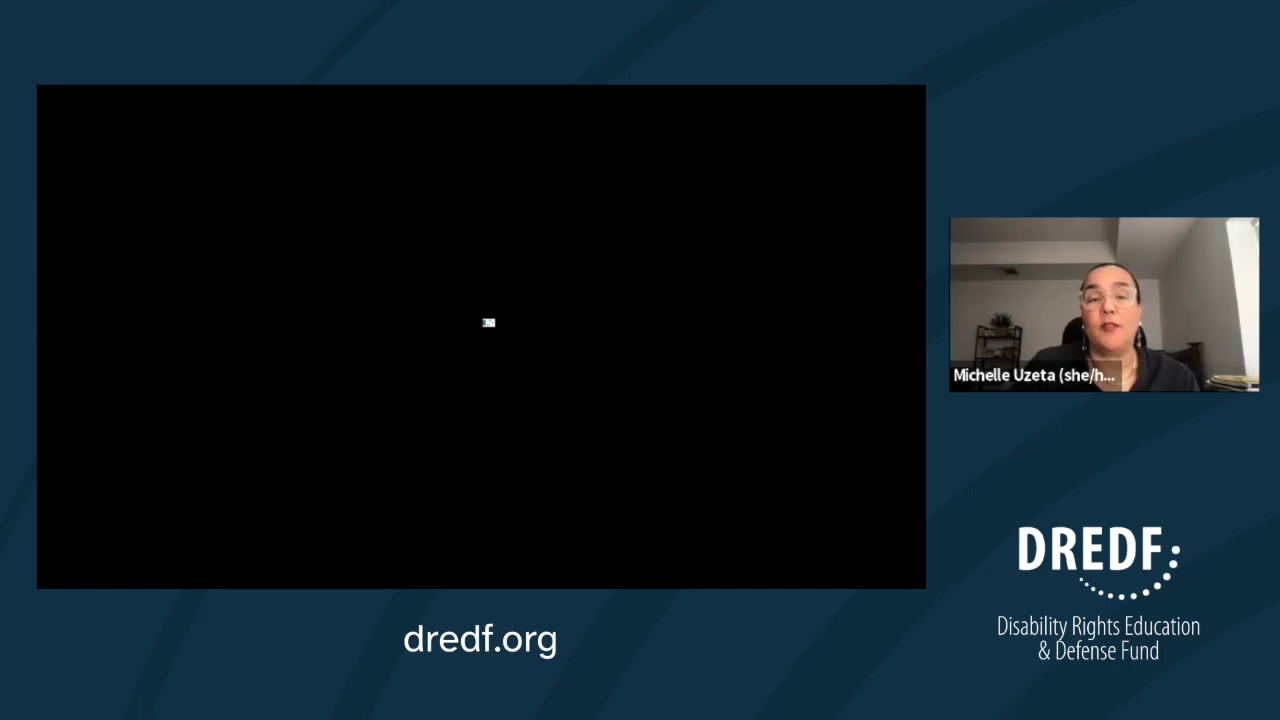 Michelle Uzeta (she/h...
DREDF
Disability Rights Education
& Defense Fund
dredf.org